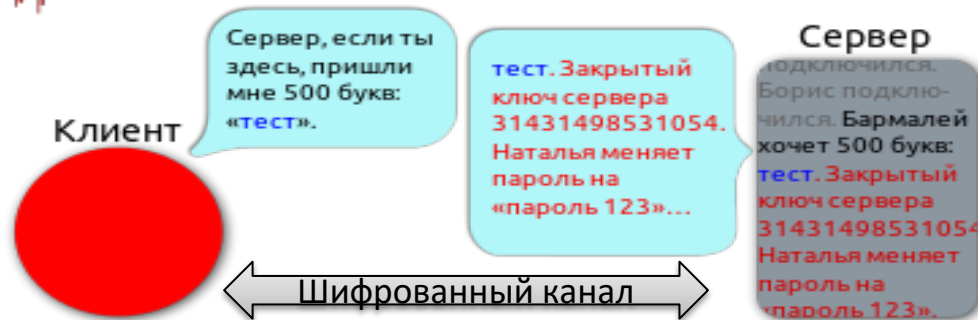 Сервер, если ты
здесь, пришли
мне 500 букв:
«тест».
Клиент
тест. Закрытый
ключ сервера
31431498531054.
Наталья меняет
пароль на
«пароль 123»...
Сервер
подключился.
Борис подклю-
чился. Бармалей
хочет 500 букв:
тест. Закрытый
ключ сервера
31431498531054
Наталья меняет
пароль на
«пароль 123».
Шифрованный канал